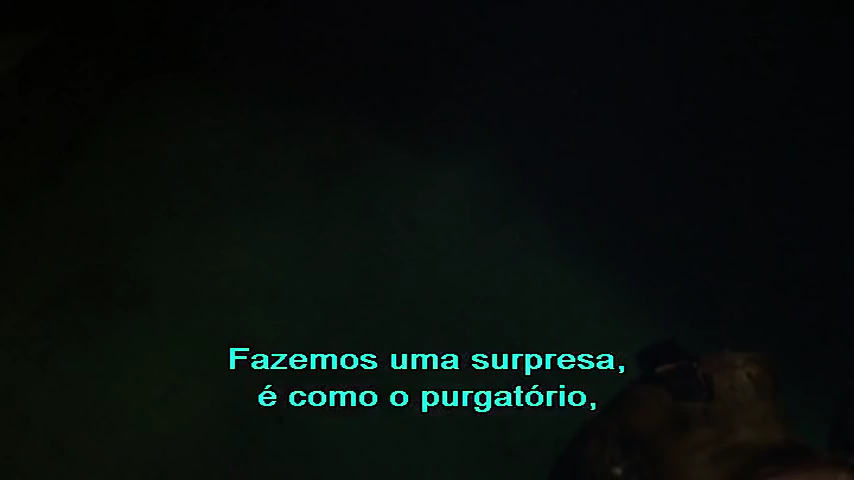 Fazemos uma surpresa,
é como o purgatório,